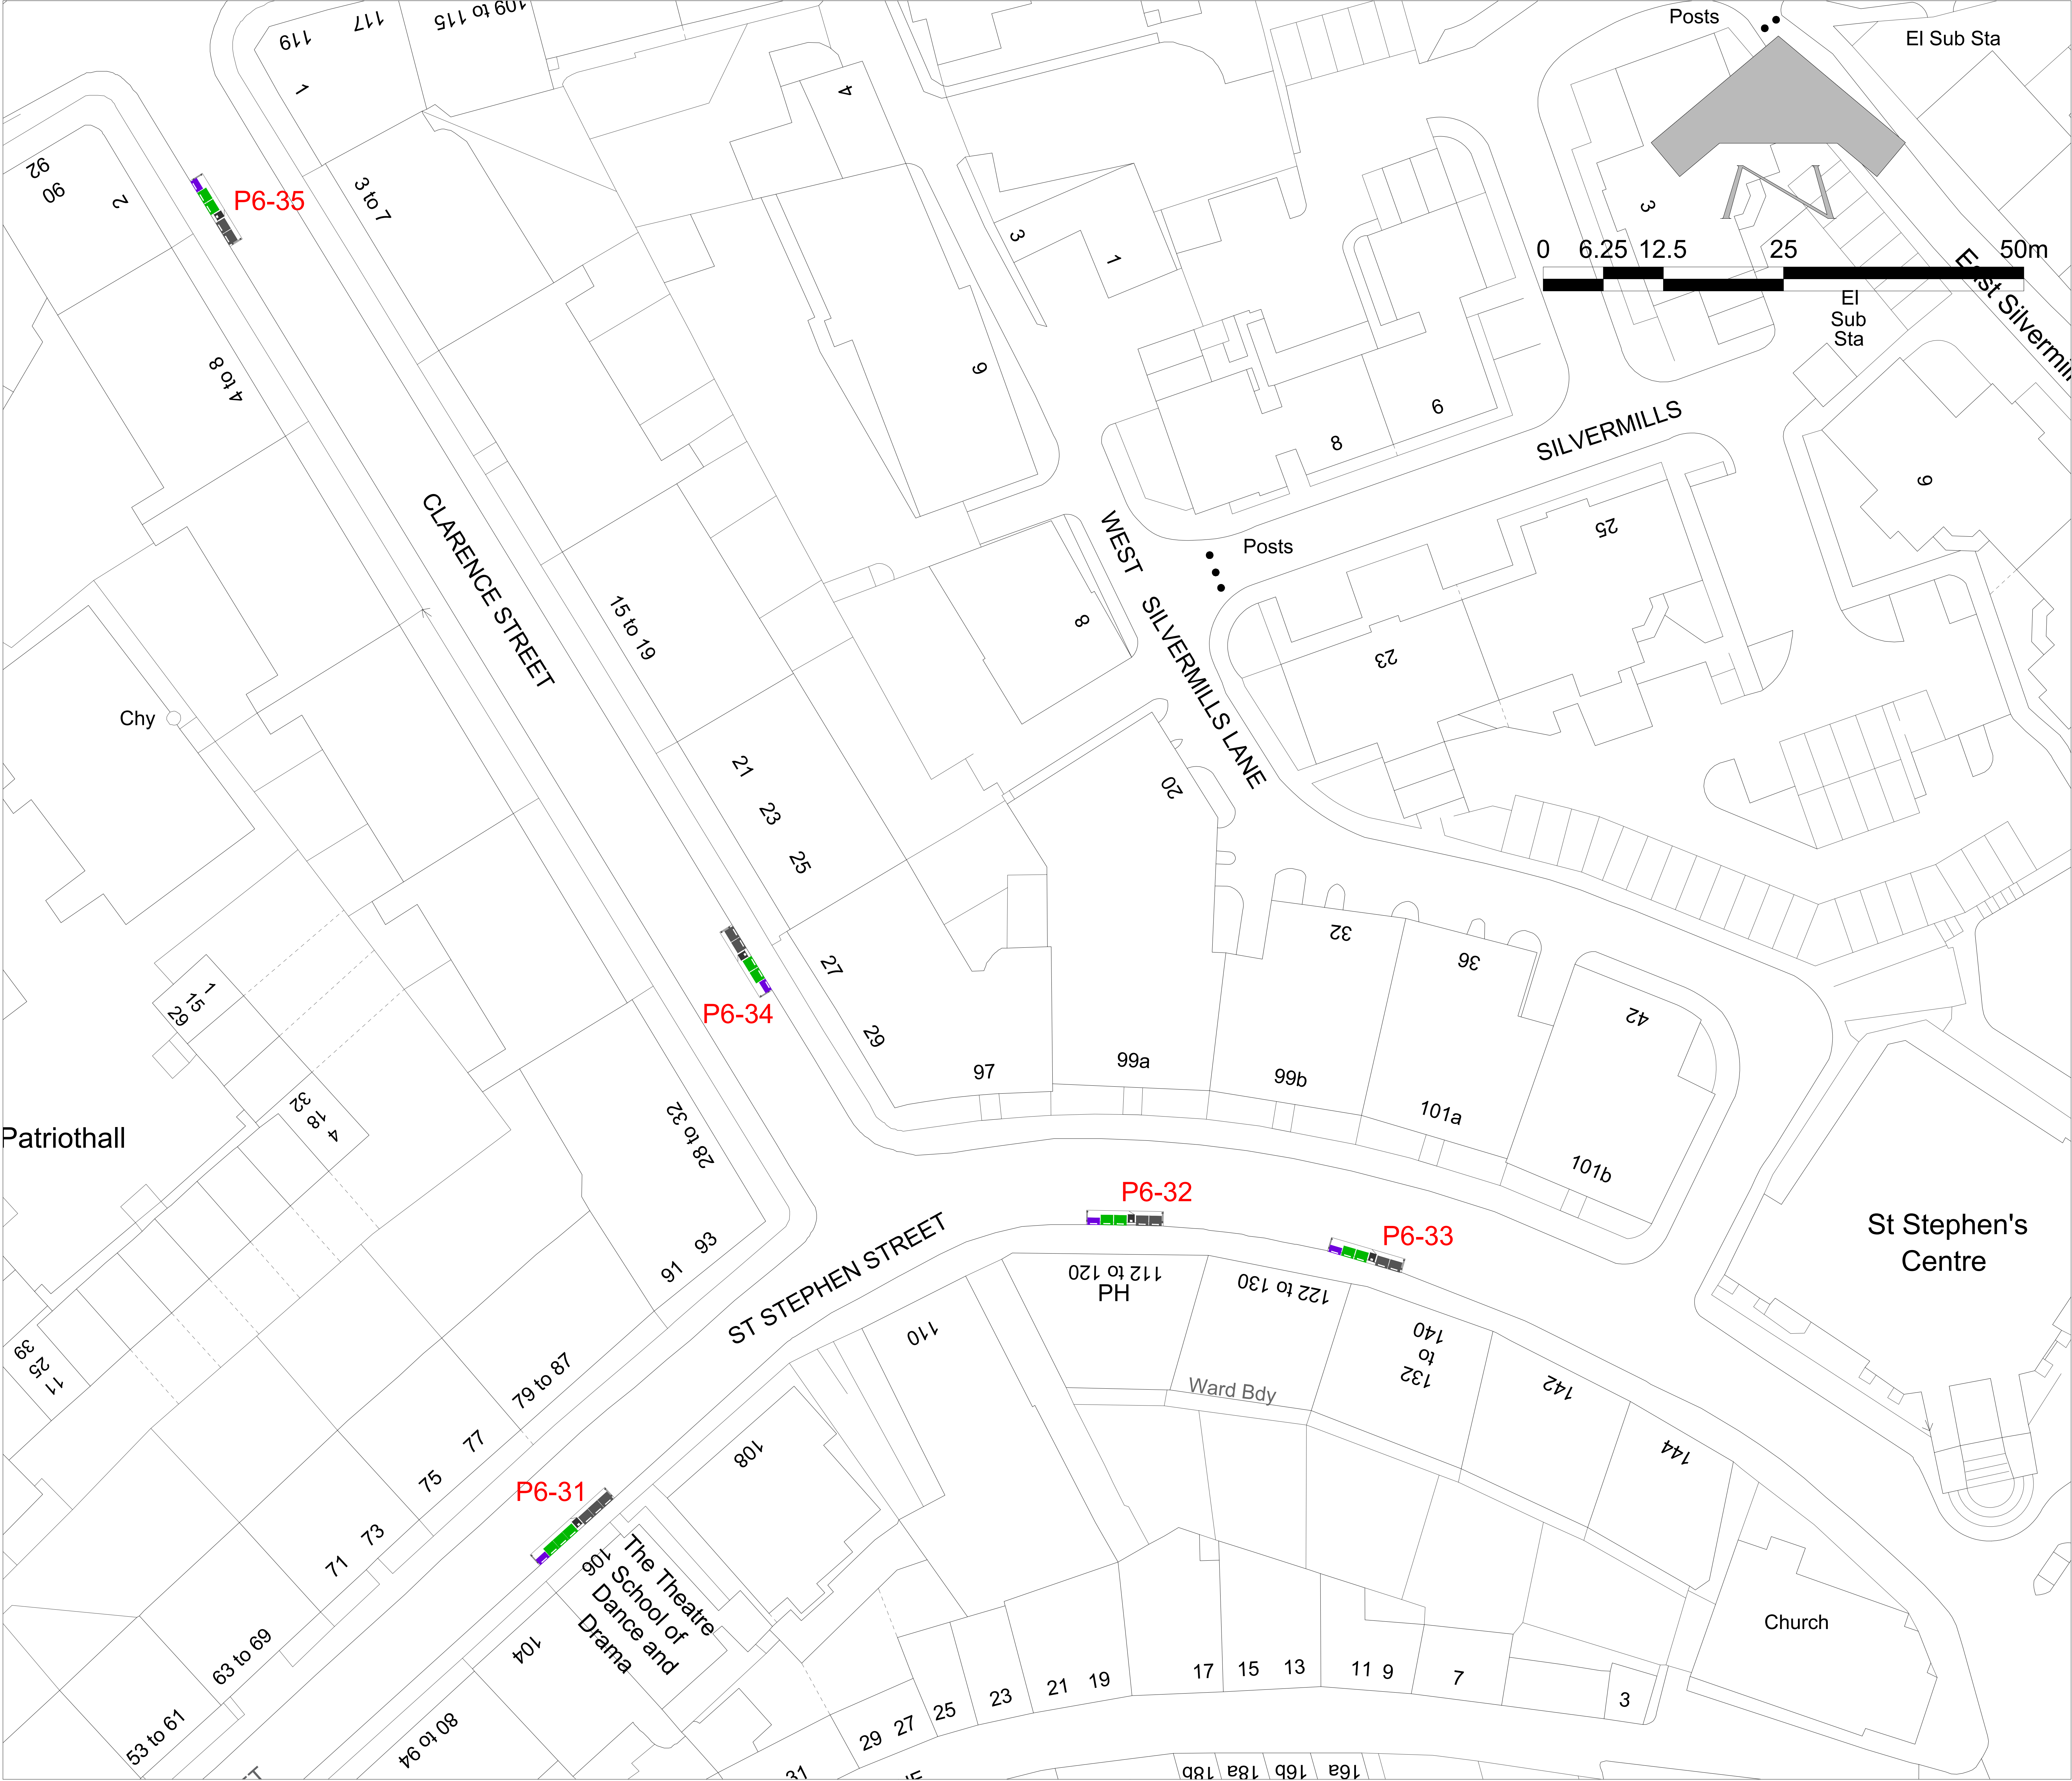 109 to 115
117
119
1
Posts
El Sub Sta
4
92
90
2
P6-35
3 to 7
3
1
3
0 6.25 12.5 25 50m
El
Sub
Sta
4 to 8
9
6
8
SILVERMILLS
CLARENCE STREET
WEST SILVERMILLS LANE
Posts
25
9
15 to 19
8
23
Chy
21
23
25
20
27
29
32
36
42
P6-34
1
15
29
4
18
32
97
99a
99b
101a
101b
Patriothall
28 to 32
P6-32
P6-33
St Stephen's
Centre
93
91
ST STEPHEN STREET
112 to 120
PH
122 to 130
110
140
to
132
142
144
Ward Bdy
39
25
11
79 to 87
77
75
108
P6-31
73
71
106
The Theatre
School of
Dance and
Drama
104
63 to 69
53 to 61
80 to 94
Church
29
27
25
23
21
19
17
15
13
11
9
7
3
31
18b
18a
16b
16a